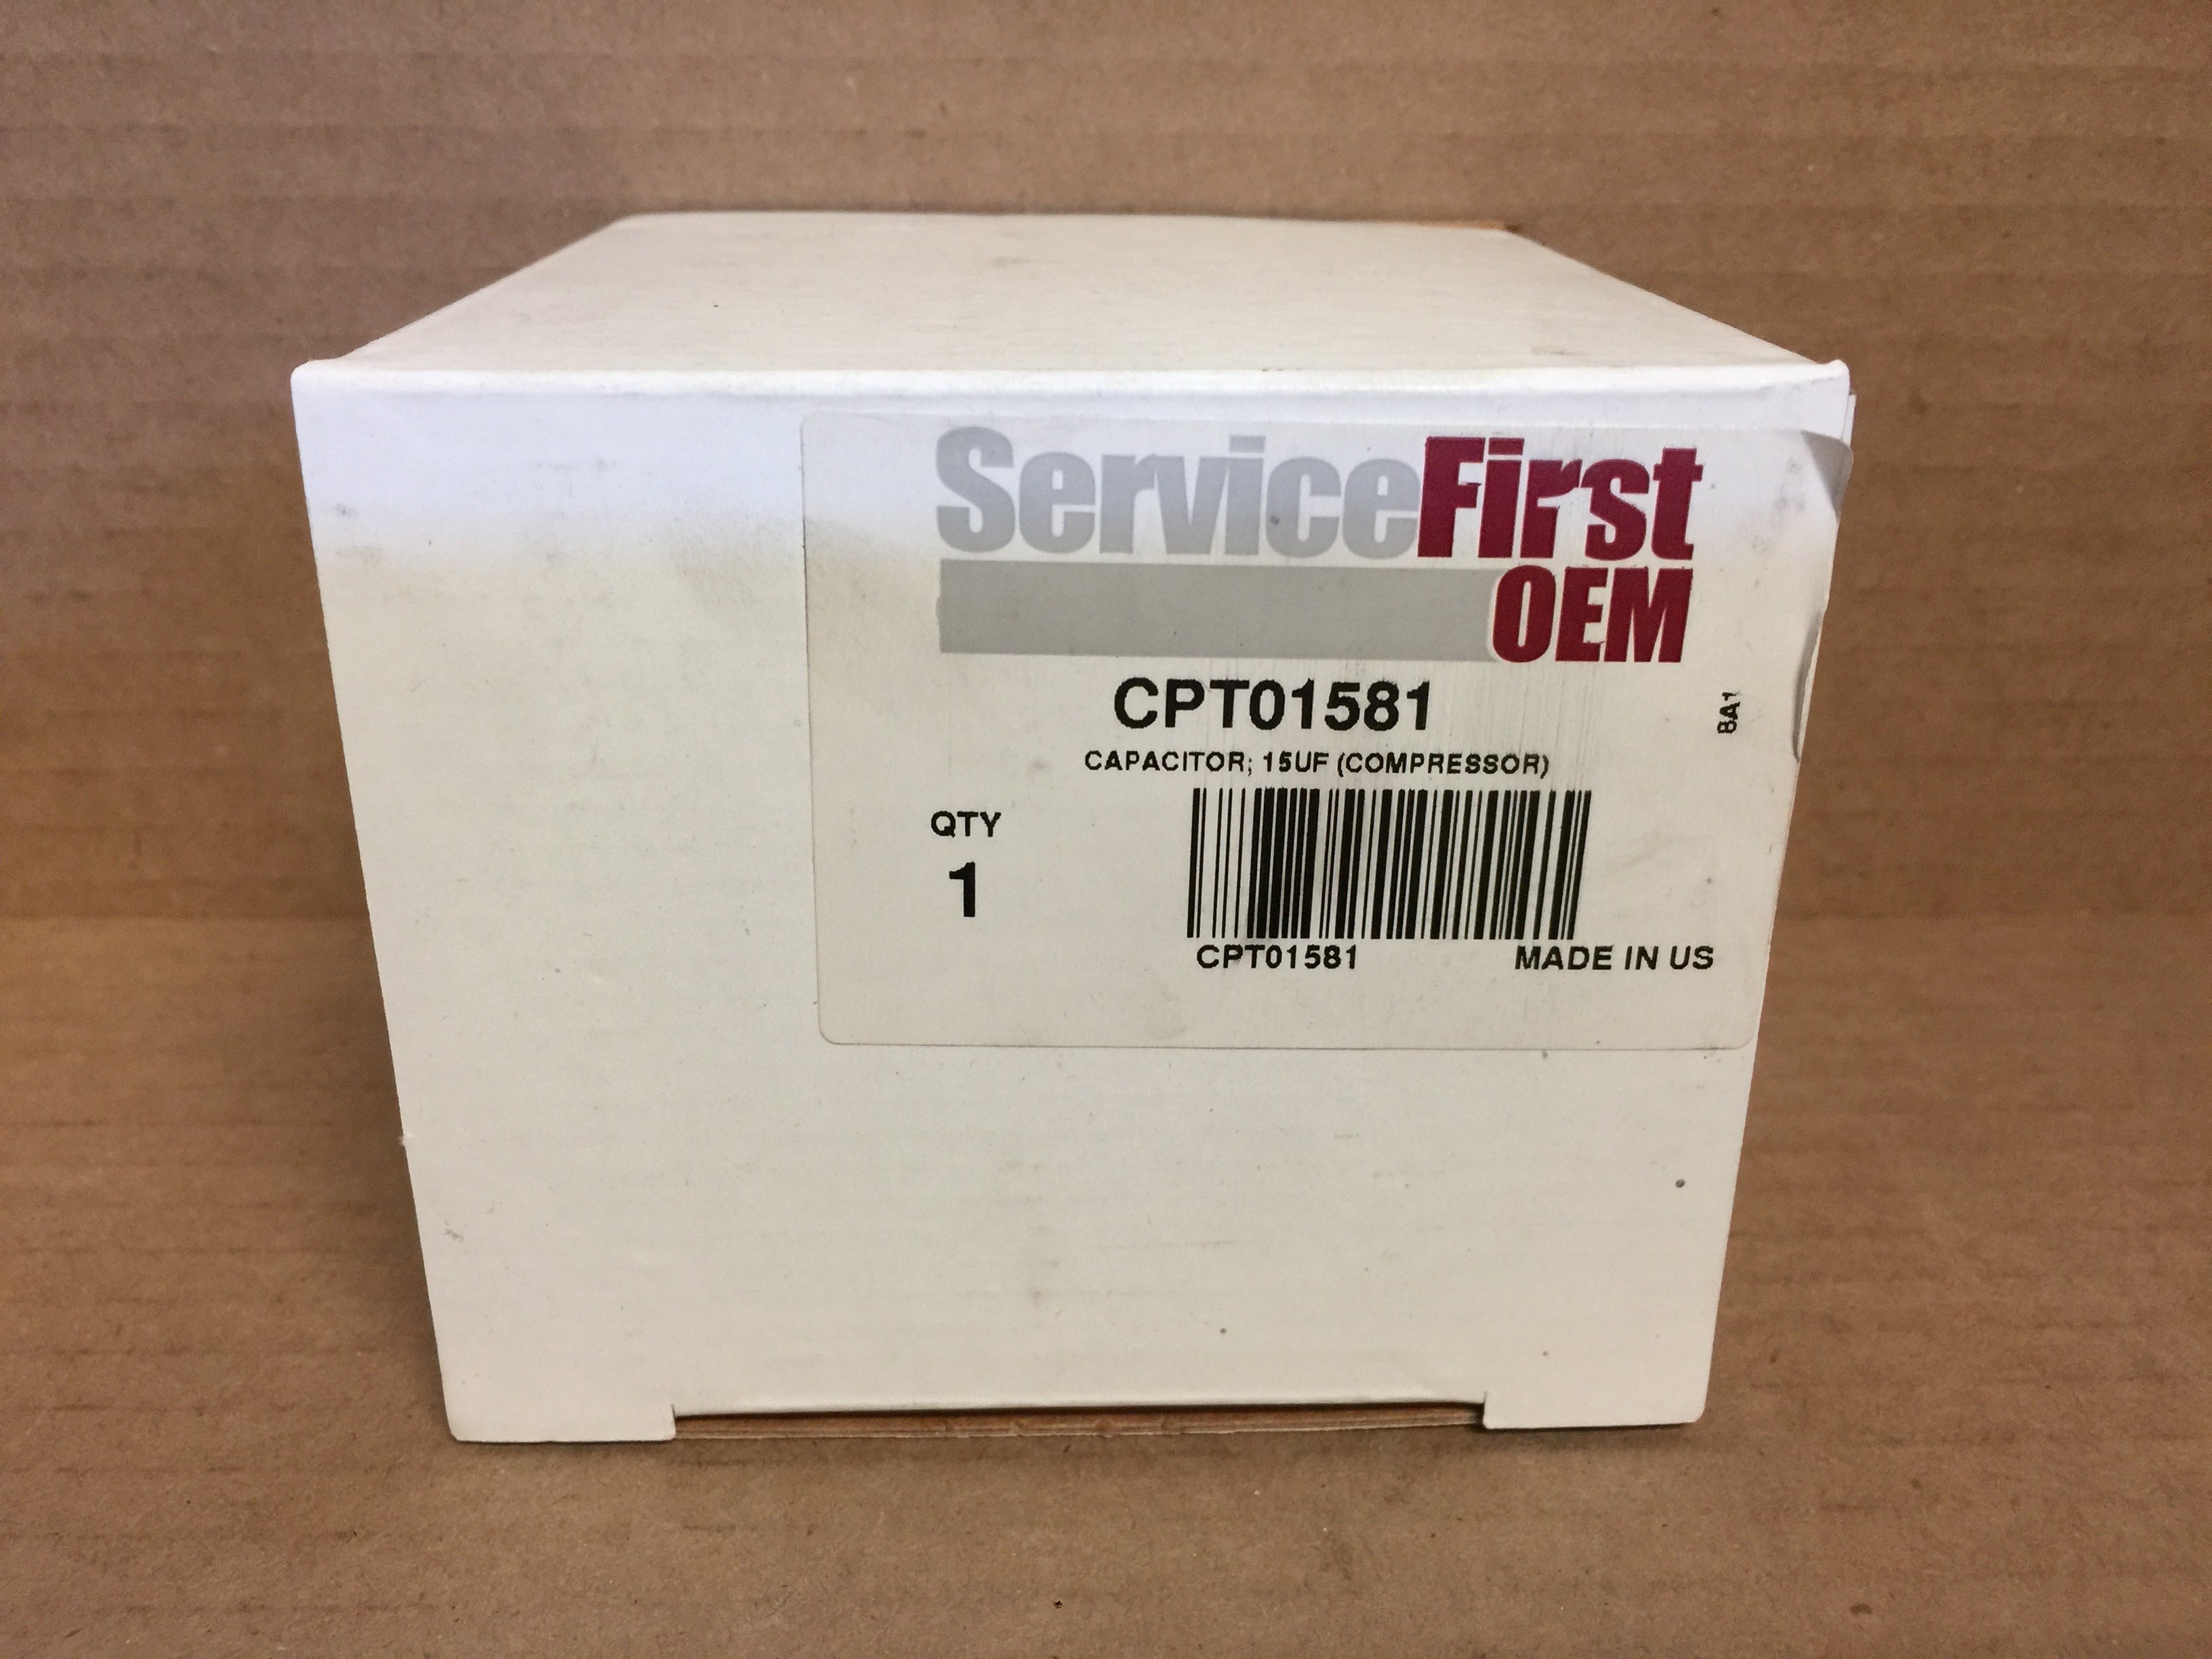 ServiceFirst
OEM
CPT01581
8A1
CAPACITOR; 15UF (COMPRESSOR)
QTY
1
CPT01581
MADE IN US